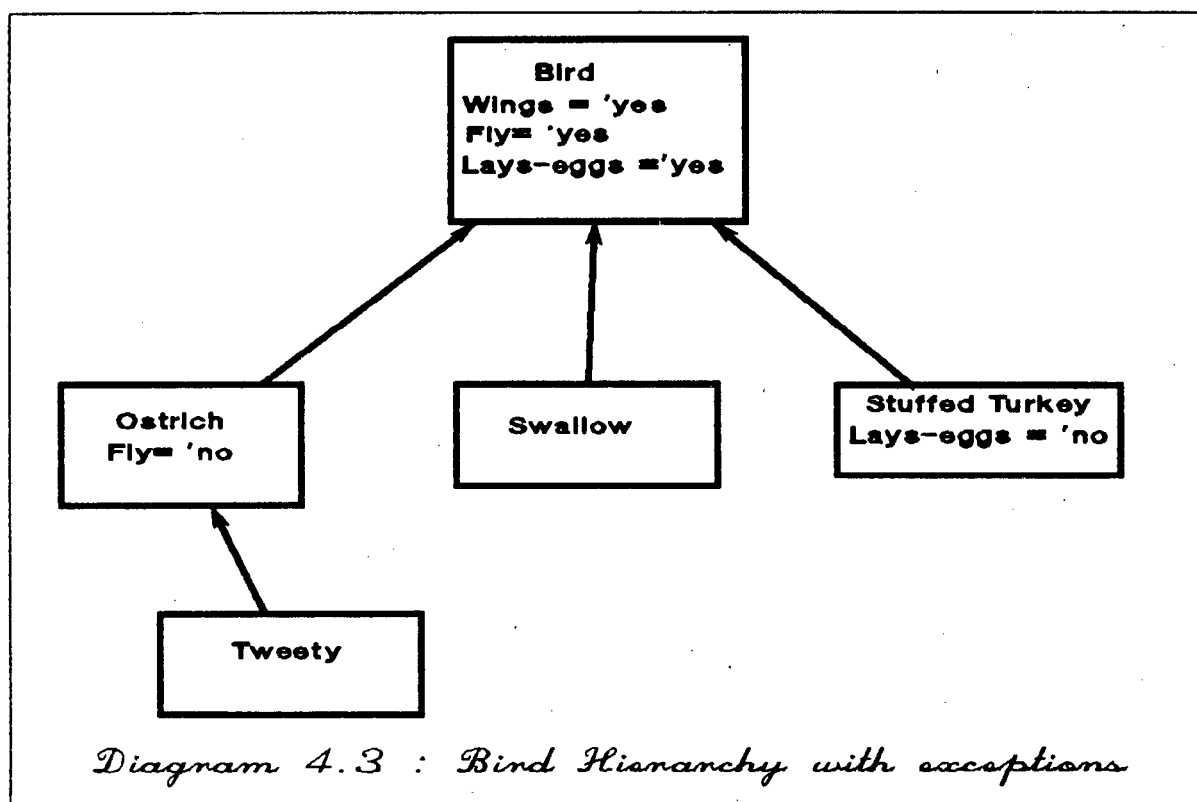 Bird
Wings = 'yes
Fly= 'yes
Lays-eggs ='yes
Ostrich
Fly= 'no
Swallow
Stuffed Turkey
Lays-eggs = 'no
Tweety
Diagram 4.3 : Bird Hierarchy with exceptions